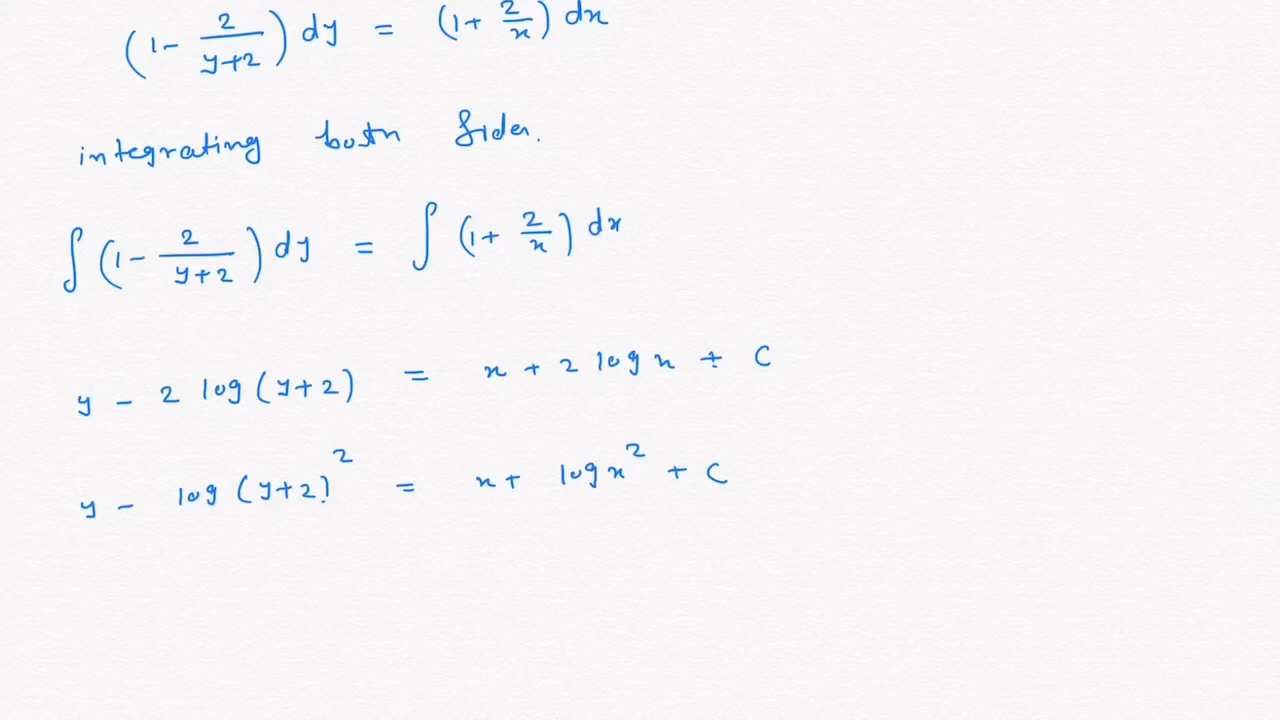 (1 - 2/(y+2)) dy = (1 + 2/x) dx
integrating both sides.
∫ (1 - 2/(y+2)) dy = ∫ (1 + 2/x) dx
y - 2 log (y+2) = x + 2 log x + C
y - log (y+2)² = x + log x² + C